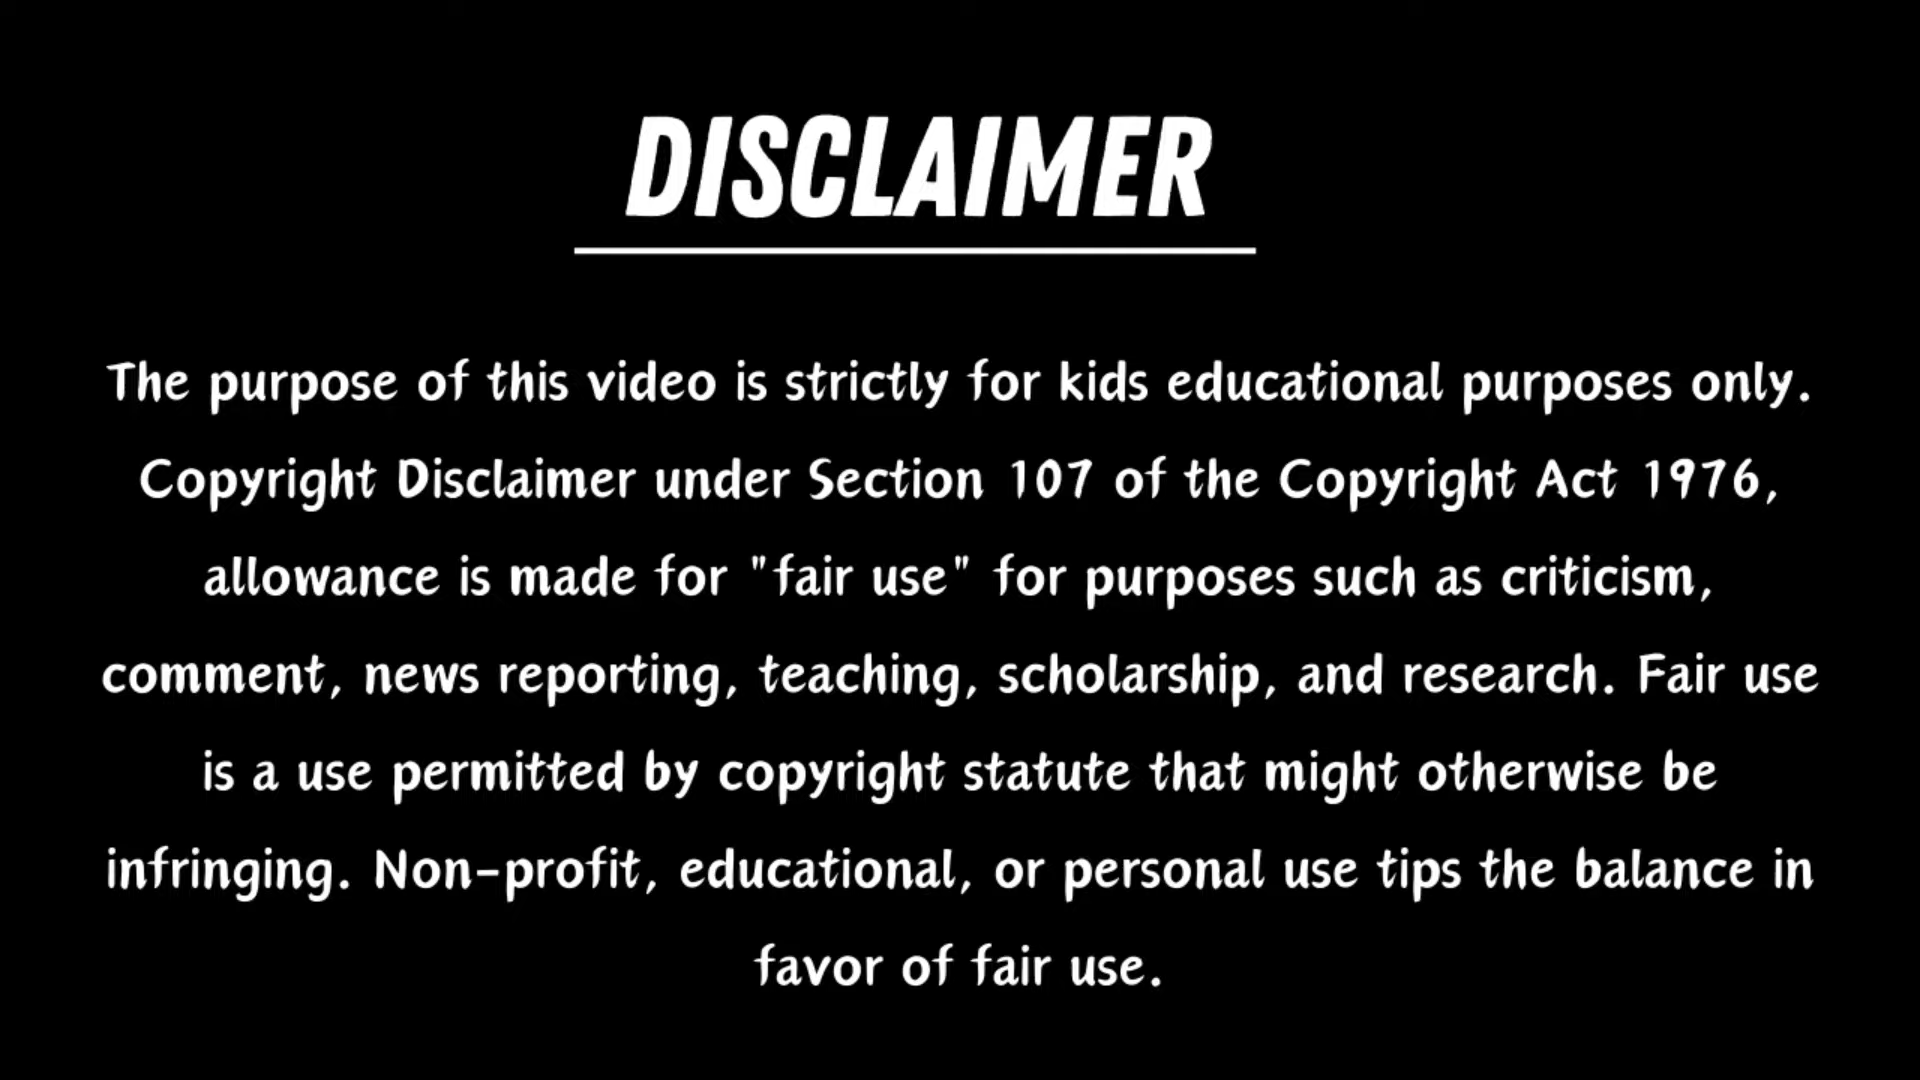 DISCLAIMER
The purpose of this video is strictly for kids educational purposes only.
Copyright Disclaimer under Section 107 of the Copyright Act 1976,
allowance is made for "fair use" for purposes such as criticism,
comment, news reporting, teaching, scholarship, and research. Fair use
is a use permitted by copyright statute that might otherwise be
infringing. Non-profit, educational, or personal use tips the balance in
favor of fair use.